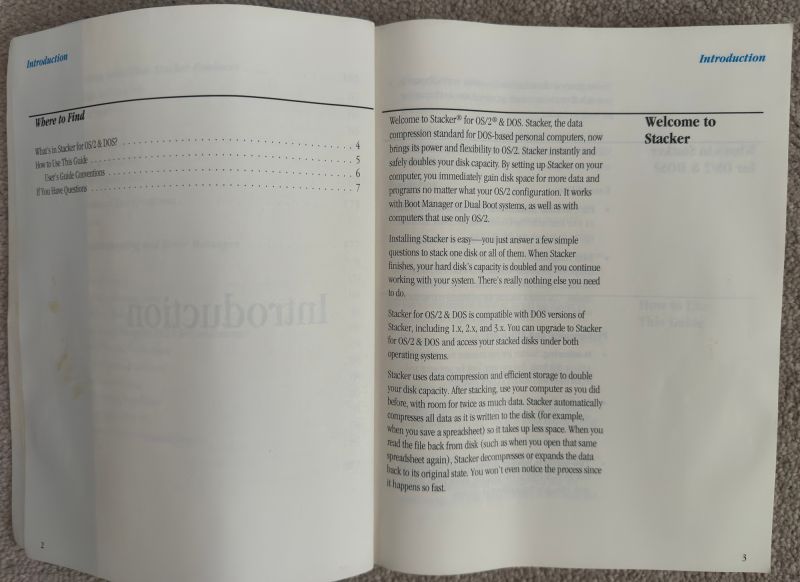 Introduction
Where to Find
What's in Stacker for OS/2 & DOS? . . . . . . . . . . . . . . . . . . . . . . . . . . . . . . 4
How to Use This Guide . . . . . . . . . . . . . . . . . . . . . . . . . . . . . . . . . . . 5
User's Guide Conventions . . . . . . . . . . . . . . . . . . . . . . . . . . . . . . . . 6
If You Have Questions . . . . . . . . . . . . . . . . . . . . . . . . . . . . . . . . . . . 7
2
Introduction
Welcome to
Stacker
Welcome to Stacker® for OS/2® & DOS. Stacker, the data
compression standard for DOS-based personal computers, now
brings its power and flexibility to OS/2. Stacker instantly and
safely doubles your disk capacity. By setting up Stacker on your
computer, you immediately gain disk space for more data and
programs no matter what your OS/2 configuration. It works
with Boot Manager or Dual Boot systems, as well as with
computers that use only OS/2.
Installing Stacker is easy—you just answer a few simple
questions to stack one disk or all of them. When Stacker
finishes, your hard disk's capacity is doubled and you continue
working with your system. There's really nothing else you need
to do.
Stacker for OS/2 & DOS is compatible with DOS versions of
Stacker, including 1.x, 2.x, and 3.x. You can upgrade to Stacker
for OS/2 & DOS and access your stacked disks under both
operating systems.
Stacker uses data compression and efficient storage to double
your disk capacity. After stacking, use your computer as you did
before, with room for twice as much data. Stacker automatically
compresses all data as it is written to the disk (for example,
when you save a spreadsheet) so it takes up less space. When you
read the file back from disk (such as when you open that same
spreadsheet again), Stacker decompresses or expands the data
back to its original state. You won't even notice the process since
it happens so fast.
3